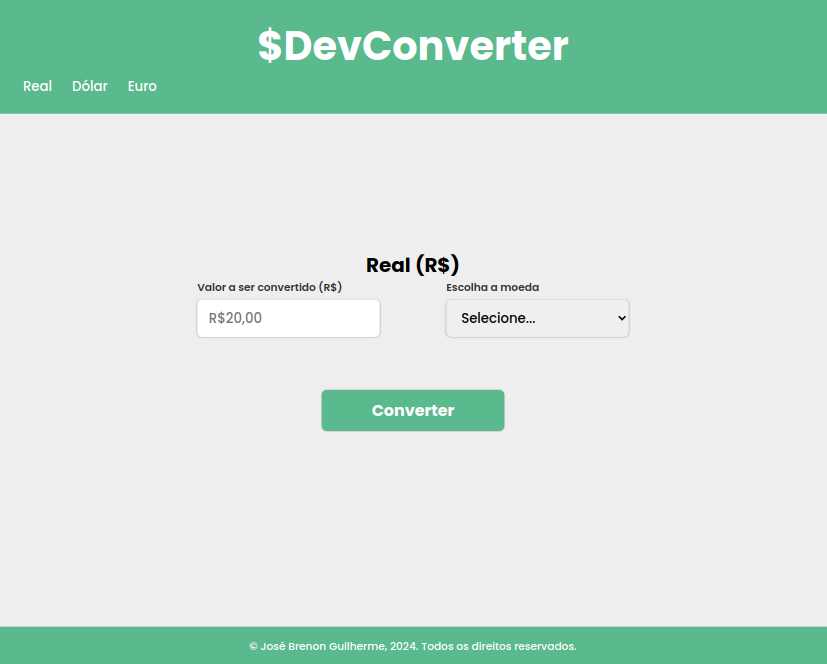 $DevConverter
Real Dólar Euro
Real (R$)
Valor a ser convertido (R$) Escolha a moeda
R$20,00 Selecione...
Converter
© José Brenon Guilherme, 2024. Todos os direitos reservados.